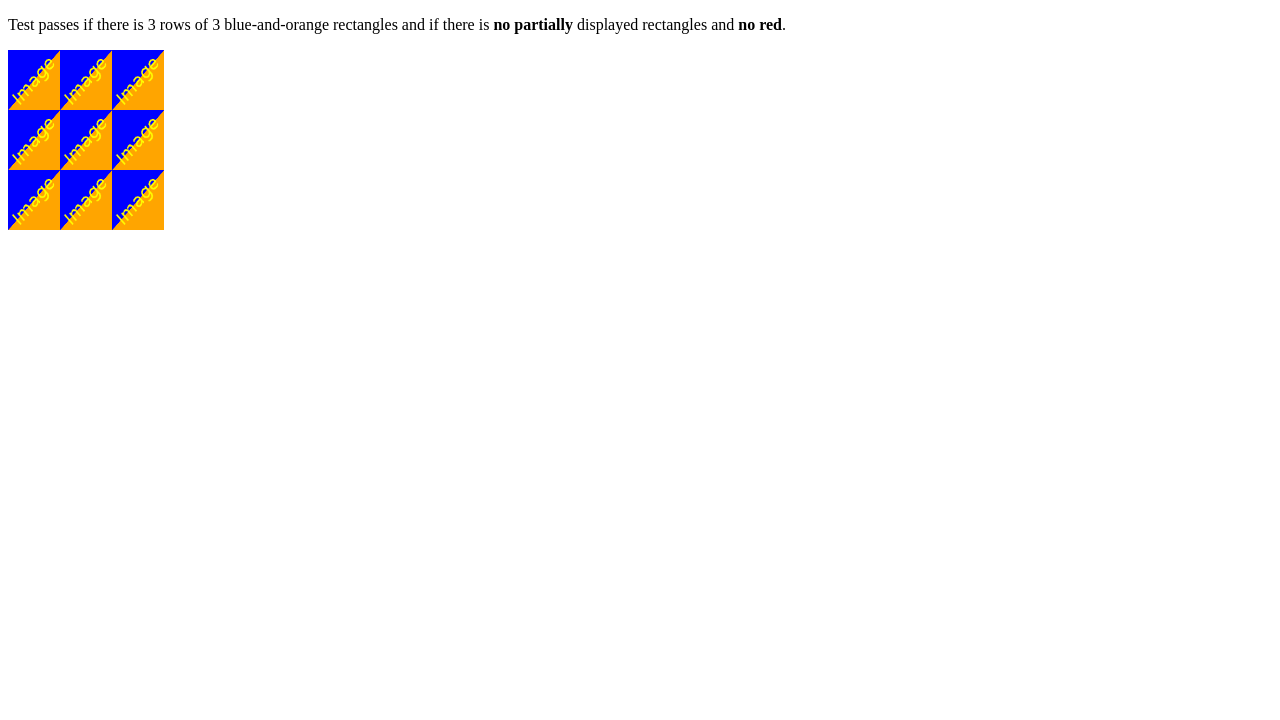 Test passes if there is 3 rows of 3 blue-and-orange rectangles and if there is no partially displayed rectangles and no red.
Image Image Image
Image Image Image
Image Image Image